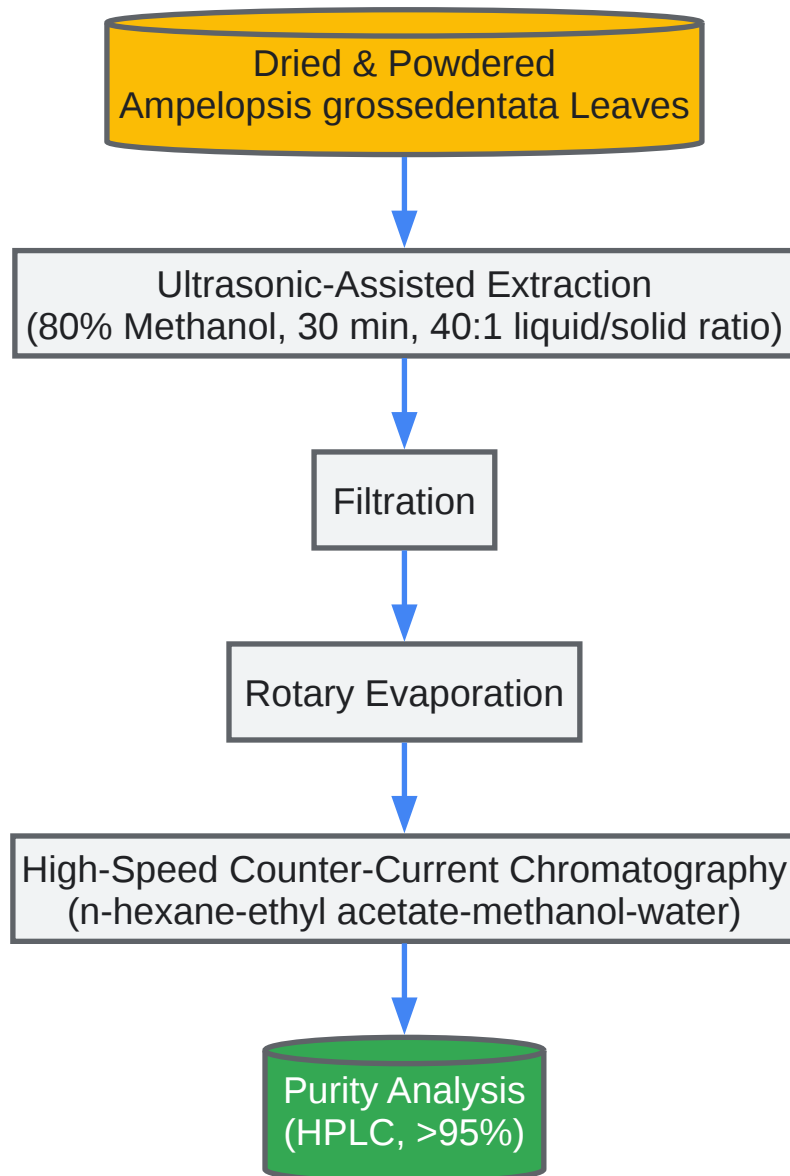 Dried & Powdered
Ampelopsis grossedentata Leaves
Ultrasonic-Assisted Extraction
(80% Methanol, 30 min, 40:1 liquid/solid ratio)
Filtration
Rotary Evaporation
High-Speed Counter-Current Chromatography
(n-hexane-ethyl acetate-methanol-water)
Purity Analysis
(HPLC, >95%)